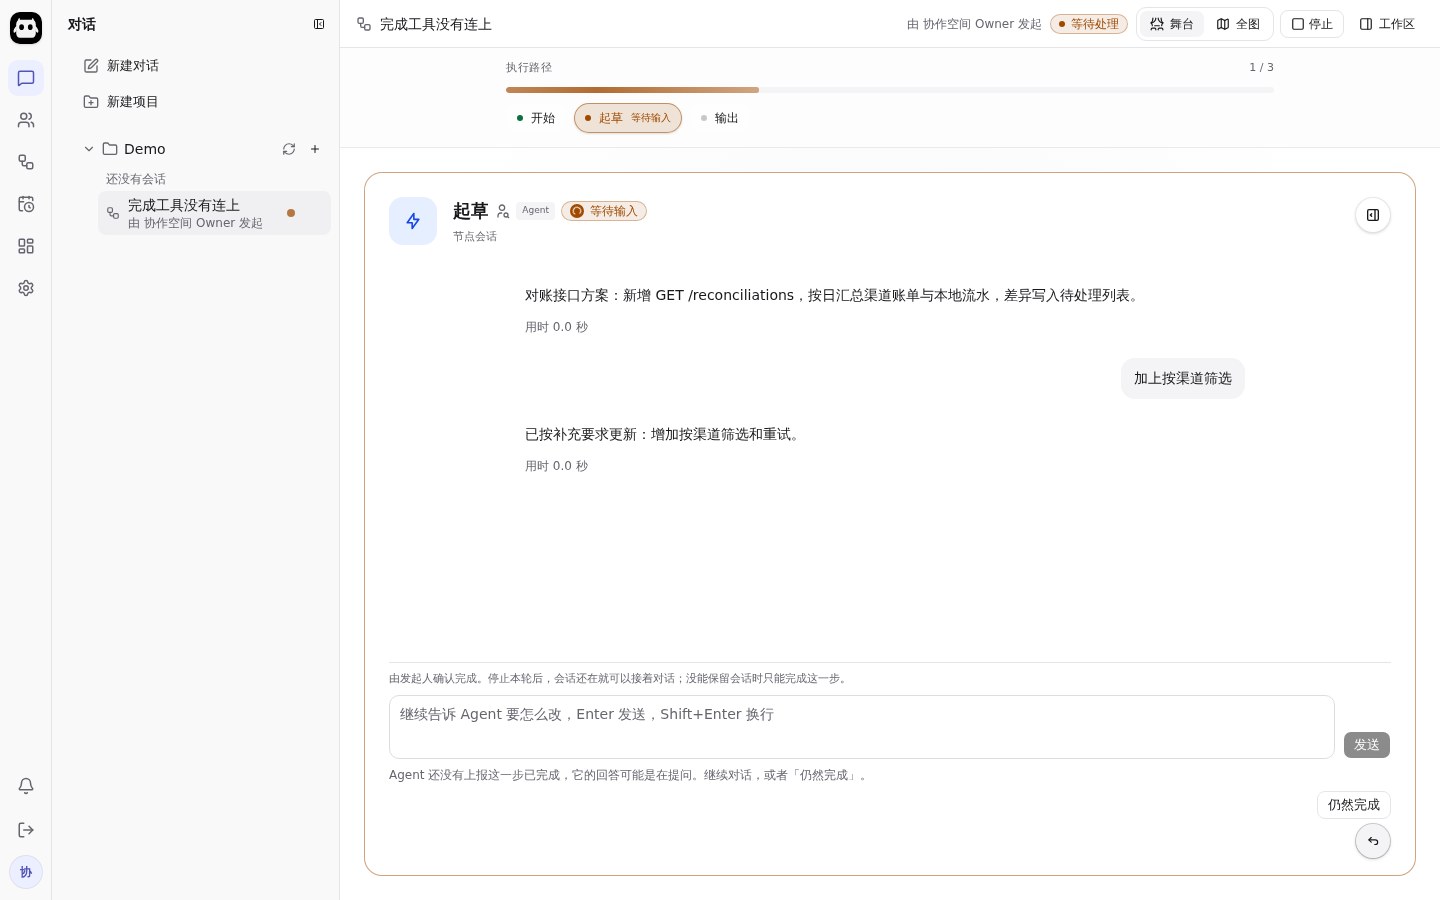 对话
新建对话
新建项目
Demo
还没有会话
完成工具没有连上
由 协作空间 Owner 发起
协
完成工具没有连上
由 协作空间 Owner 发起
等待处理
舞台
全图
停止
工作区
执行路径
1 / 3
开始
起草 等待输入
输出
起草
Agent
等待输入
节点会话
对账接口方案：新增 GET /reconciliations，按日汇总渠道账单与本地流水，差异写入待处理列表。
用时 0.0 秒
加上按渠道筛选
已按补充要求更新：增加按渠道筛选和重试。
用时 0.0 秒
由发起人确认完成。停止本轮后，会话还在就可以接着对话；没能保留会话时只能完成这一步。
继续告诉 Agent 要怎么改，Enter 发送，Shift+Enter 换行
发送
Agent 还没有上报这一步已完成，它的回答可能是在提问。继续对话，或者「仍然完成」。
仍然完成